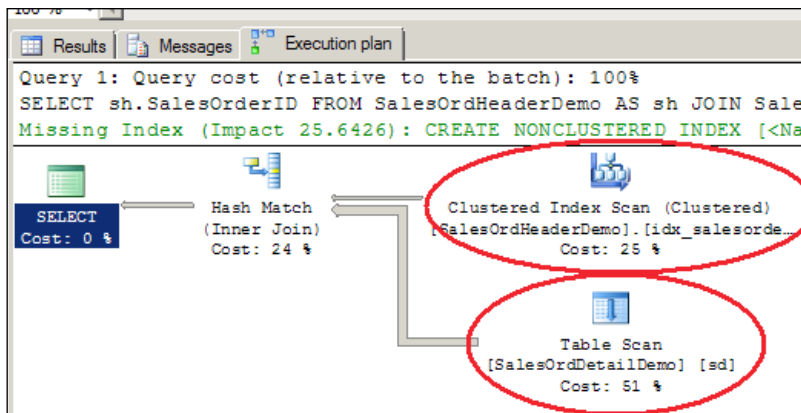 100 %
Results
Messages
Execution plan
Query 1: Query cost (relative to the batch): 100%
SELECT sh.SalesOrderID FROM SalesOrdHeaderDemo AS sh JOIN Sale
Missing Index (Impact 25.6426): CREATE NONCLUSTERED INDEX [<Na
SELECT
Cost: 0 %
Hash Match
(Inner Join)
Cost: 24 %
Clustered Index Scan (Clustered)
[SalesOrdHeaderDemo].[idx_salesorde…
Cost: 25 %
Table Scan
[SalesOrdDetailDemo] [sd]
Cost: 51 %